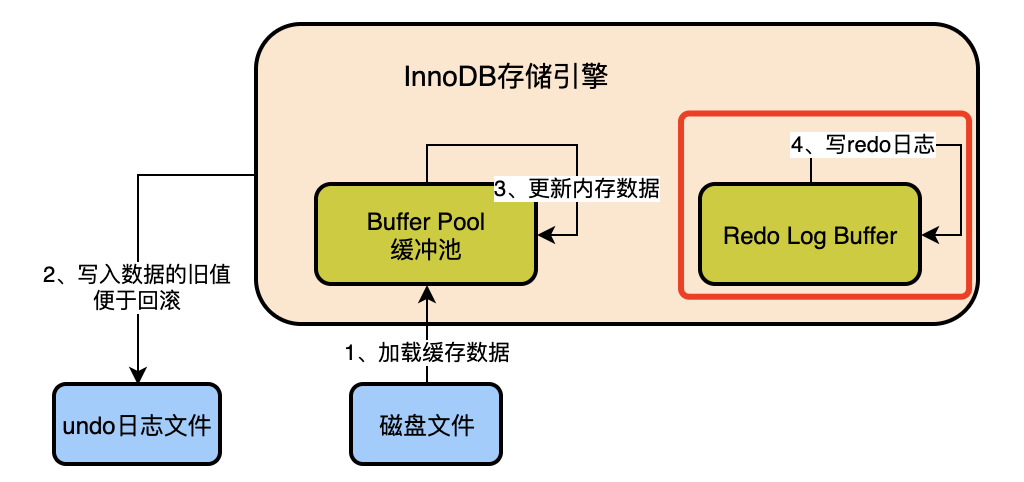 InnoDB存储引擎
4、写redo日志
3、更新内存数据
Buffer Pool
缓冲池
Redo Log Buffer
2、写入数据的旧值
便于回滚
1、加载缓存数据
undo日志文件
磁盘文件